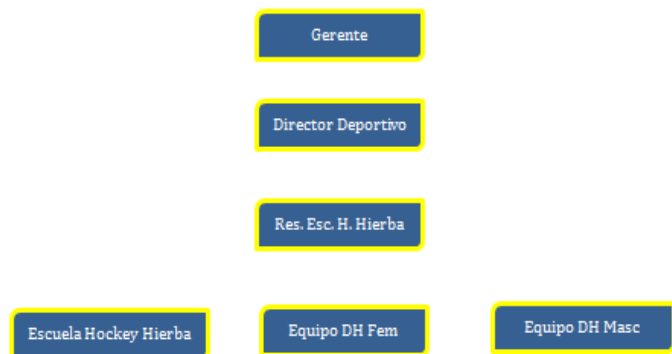 Gerente
Director Deportivo
Res. Esc. H. Hierba
Escuela Hockey Hierba
Equipo DH Fem
Equipo DH Masc